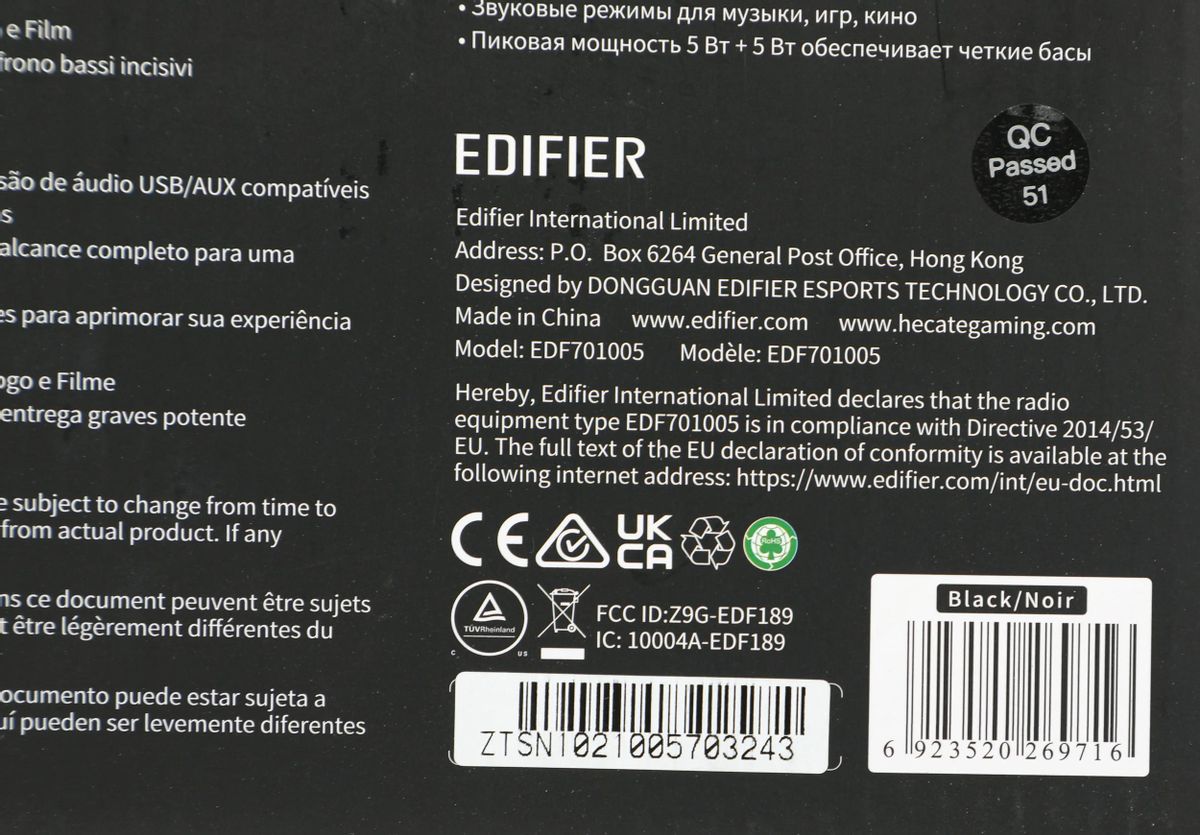 e Film
frono bassi incisivi
são de áudio USB/AUX compatíveis
alcance completo para uma
es para aprimorar sua experiência
ogo e Filme
entrega graves potente
e subject to change from time to
from actual product. If any
ns ce document peuvent être sujets
t être légèrement différentes du
ocumento puede estar sujeta a
uí pueden ser levemente diferentes
• Звуковые режимы для музыки, игр, кино
• Пиковая мощность 5 Вт + 5 Вт обеспечивает четкие басы
QC
Passed
51
EDIFIER
Edifier International Limited
Address: P.O. Box 6264 General Post Office, Hong Kong
Designed by DONGGUAN EDIFIER ESPORTS TECHNOLOGY CO., LTD.
Made in China www.edifier.com www.hecategaming.com
Model: EDF701005 Modèle: EDF701005
Hereby, Edifier International Limited declares that the radio
equipment type EDF701005 is in compliance with Directive 2014/53/
EU. The full text of the EU declaration of conformity is available at the
following internet address: https://www.edifier.com/int/eu-doc.html
CE
UK
CA
RoHS
TÜVRheinland
C US
FCC ID:Z9G-EDF189
IC: 10004A-EDF189
ZTSN1021005703243
Black/Noir
6 923520 269716